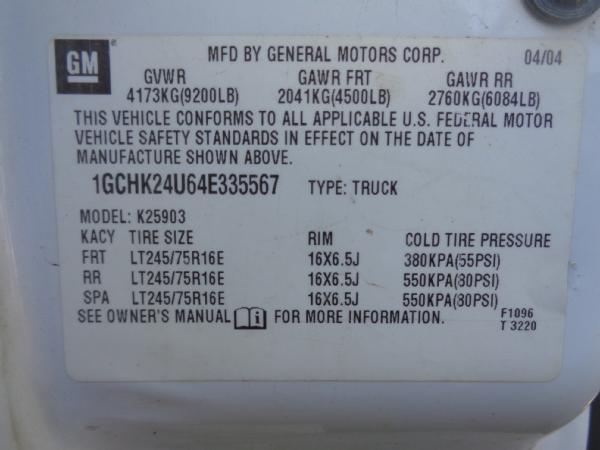 GM
MFD BY GENERAL MOTORS CORP. 04/04
GVWR GAWR FRT GAWR RR
4173KG(9200LB) 2041KG(4500LB) 2760KG(6084LB)
THIS VEHICLE CONFORMS TO ALL APPLICABLE U.S. FEDERAL MOTOR
VEHICLE SAFETY STANDARDS IN EFFECT ON THE DATE OF
MANUFACTURE SHOWN ABOVE.
1GCHK24U64E335567 TYPE: TRUCK
MODEL: K25903
KACY TIRE SIZE RIM COLD TIRE PRESSURE
FRT LT245/75R16E 16X6.5J 380KPA(55PSI)
RR LT245/75R16E 16X6.5J 550KPA(80PSI)
SPA LT245/75R16E 16X6.5J 550KPA(80PSI)
SEE OWNER'S MANUAL i FOR MORE INFORMATION. F1096
T 3220